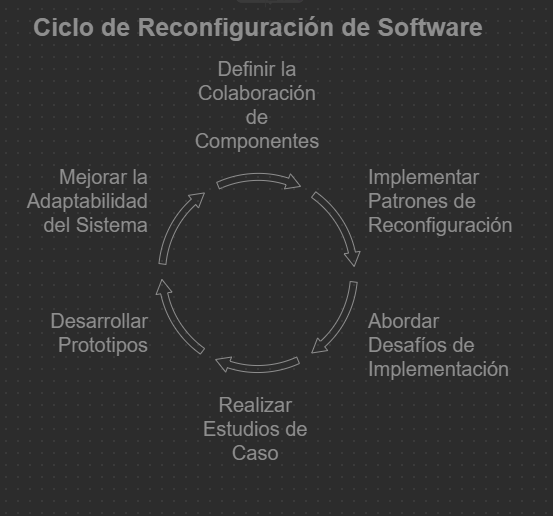 Ciclo de Reconfiguración de Software
Definir la
Colaboración
de
Componentes
Implementar
Patrones de
Reconfiguración
Abordar
Desafíos de
Implementación
Realizar
Estudios de
Caso
Desarrollar
Prototipos
Mejorar la
Adaptabilidad
del Sistema